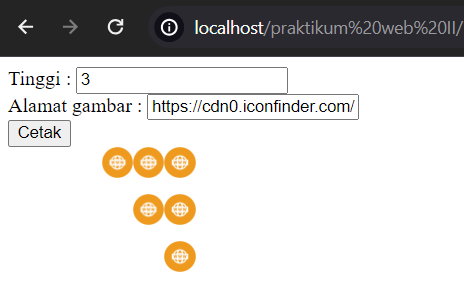 localhost/praktikum%20web%20II/
Tinggi : 3
Alamat gambar : https://cdn0.iconfinder.com/
Cetak